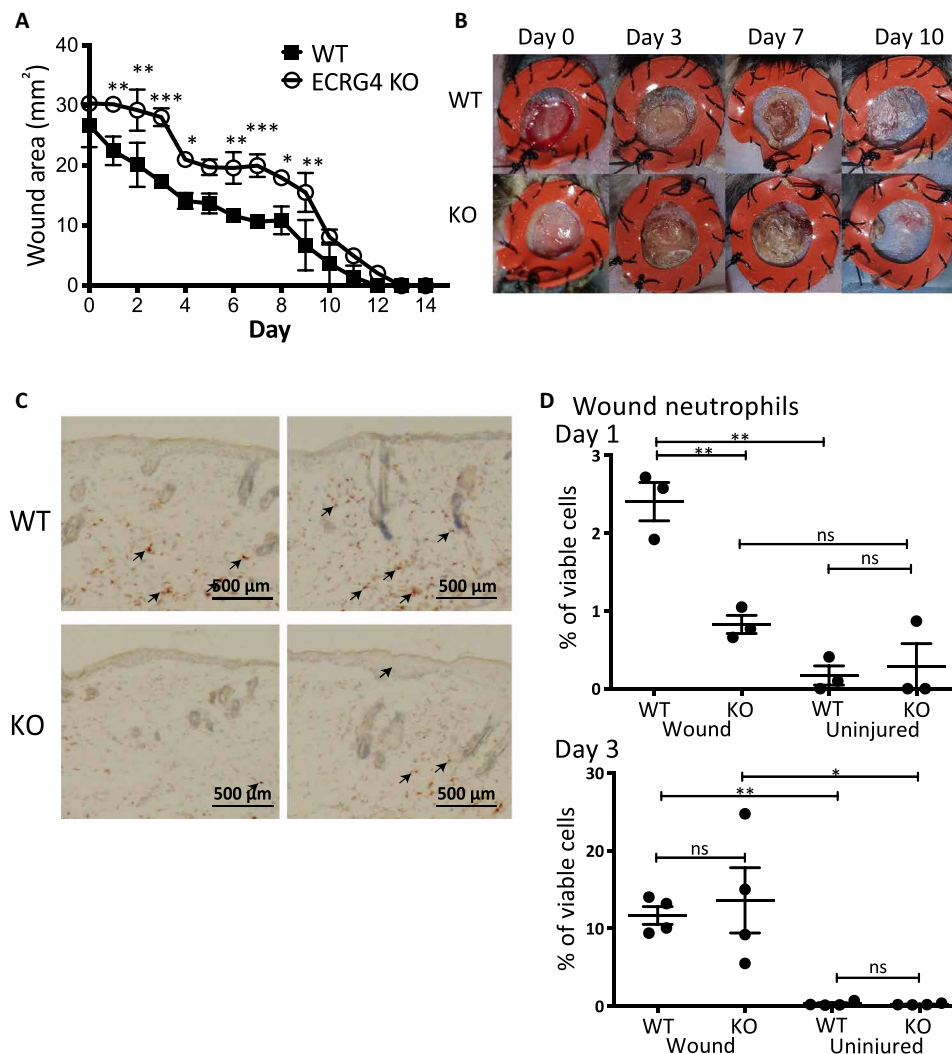 A
40
30
20
10
0
Wound area (mm²)
WT
ECRG4 KO
** ** *** * ** *** * **
0 2 4 6 8 10 12 14
Day
B
Day 0 Day 3 Day 7 Day 10
WT
KO
C
WT
500 µm 500 µm
KO
500 µm 500 µm
D
Wound neutrophils
Day 1
**
**
ns
ns
3
2
1
0
% of viable cells
WT KO WT KO
Wound Uninjured
Day 3
*
**
ns
ns
30
20
10
0
% of viable cells
WT KO WT KO
Wound Uninjured